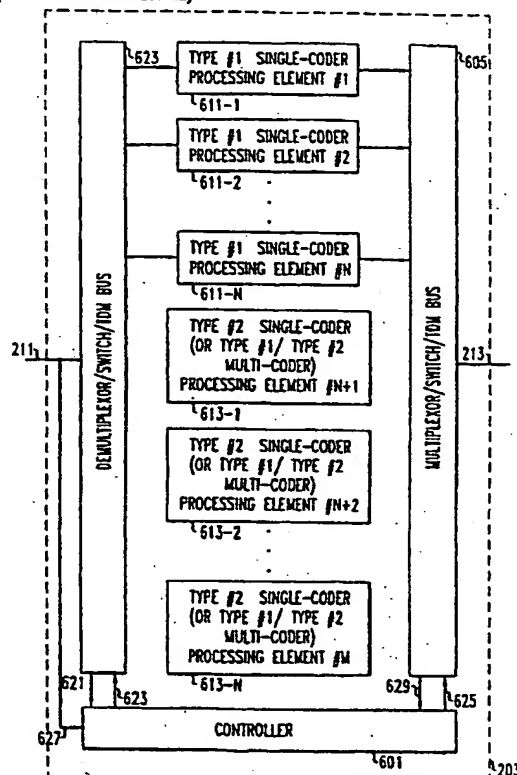 623
605
TYPE #1 SINGLE-CODER
PROCESSING ELEMENT #1
611-1
TYPE #1 SINGLE-CODER
PROCESSING ELEMENT #2
611-2
TYPE #1 SINGLE-CODER
PROCESSING ELEMENT #N
611-N
DEMULTIPLEXOR/SWITCH/TDM BUS
MULTIPLEXOR/SWITCH/TDM BUS
211
213
TYPE #2 SINGLE-CODER
(OR TYPE #1/ TYPE #2
MULTI-CODER)
PROCESSING ELEMENT #N+1
613-1
TYPE #2 SINGLE-CODER
(OR TYPE #1/ TYPE #2
MULTI-CODER)
PROCESSING ELEMENT #N+2
613-2
TYPE #2 SINGLE-CODER
(OR TYPE #1/ TYPE #2
MULTI-CODER)
PROCESSING ELEMENT #M
613-N
621
623
629
625
CONTROLLER
627
601
203